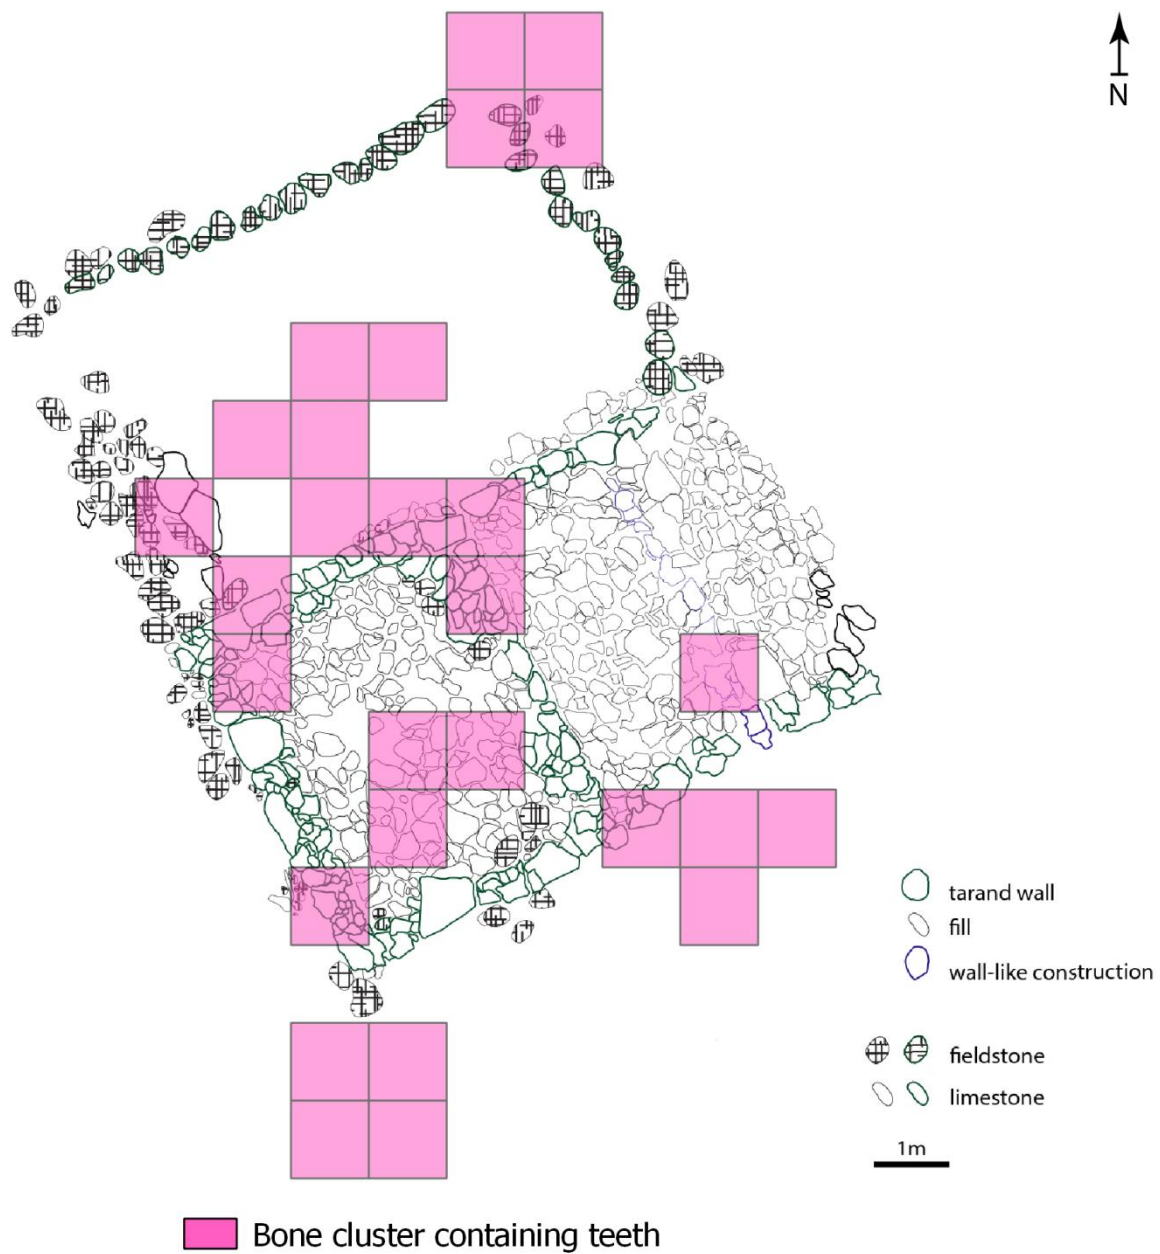 N
tarand wall
fill
wall-like construction
fieldstone
limestone
1m
Bone cluster containing teeth